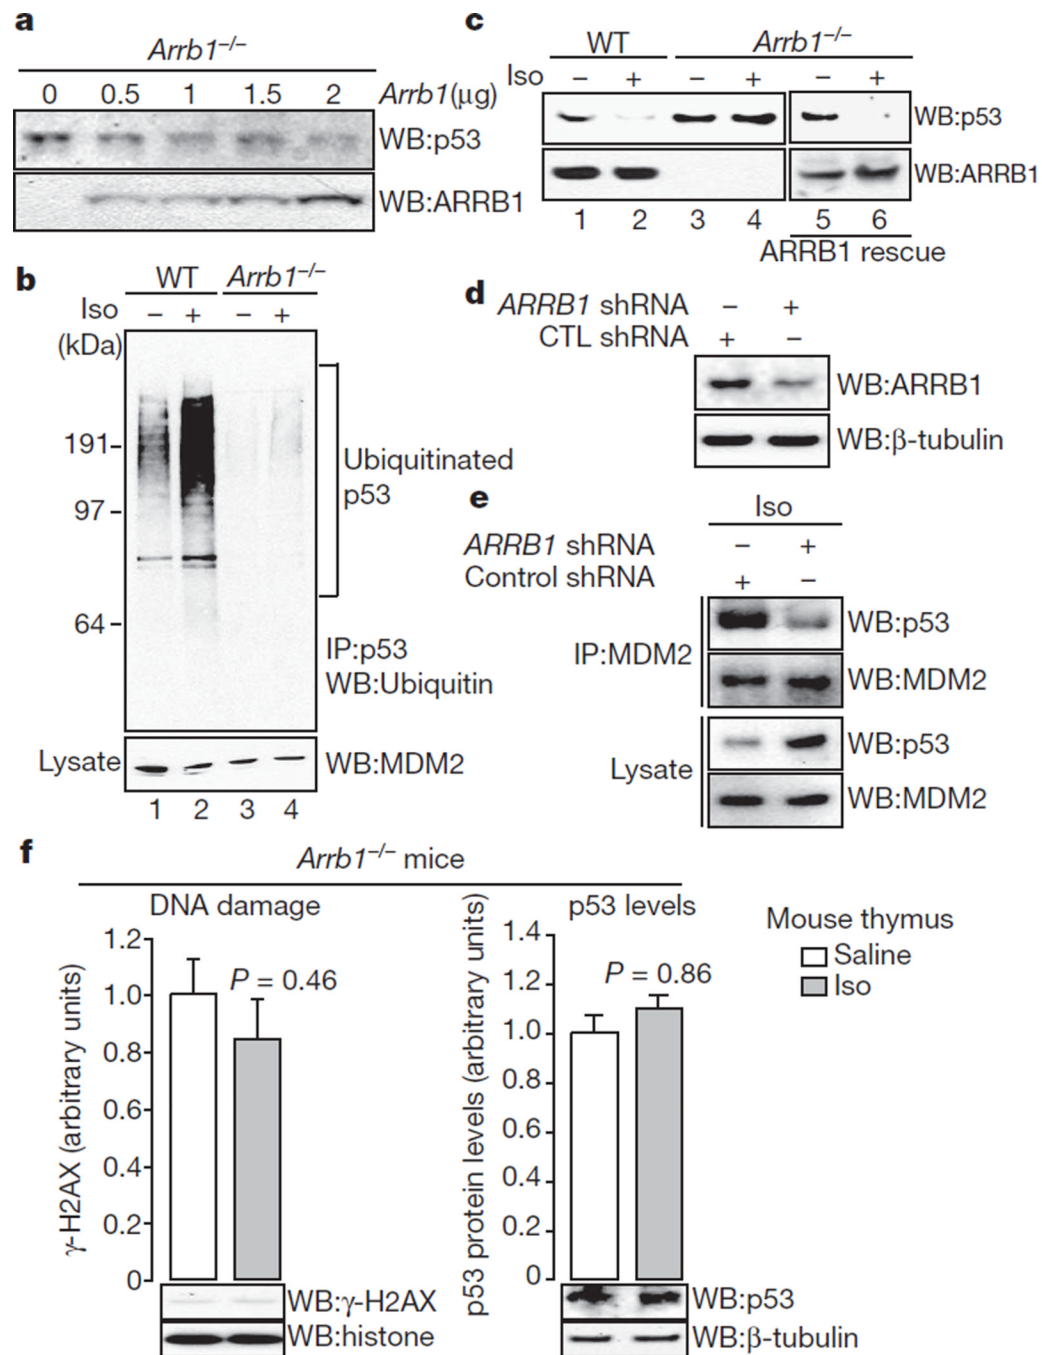 a
Arrb1–/–
0 0.5 1 1.5 2 Arrb1(μg)
WB:p53
WB:ARRB1
b
WT Arrb1–/–
Iso – + – +
(kDa)
191
97
64
Ubiquitinated
p53
IP:p53
WB:Ubiquitin
Lysate
WB:MDM2
1 2 3 4
c
WT Arrb1–/–
Iso – + – + – +
WB:p53
WB:ARRB1
1 2 3 4 5 6
ARRB1 rescue
d
ARRB1 shRNA – +
CTL shRNA + –
WB:ARRB1
WB:β-tubulin
e
Iso
ARRB1 shRNA – +
Control shRNA + –
IP:MDM2
WB:p53
WB:MDM2
Lysate
WB:p53
WB:MDM2
f
Arrb1–/– mice
DNA damage
γ-H2AX (arbitrary units)
1.2
1.0
0.8
0.6
0.4
0.2
0
P = 0.46
WB:γ-H2AX
WB:histone
p53 levels
p53 protein levels (arbitrary units)
1.4
1.2
1.0
0.8
0.6
0.4
0.2
0
P = 0.86
WB:p53
WB:β-tubulin
Mouse thymus
Saline
Iso